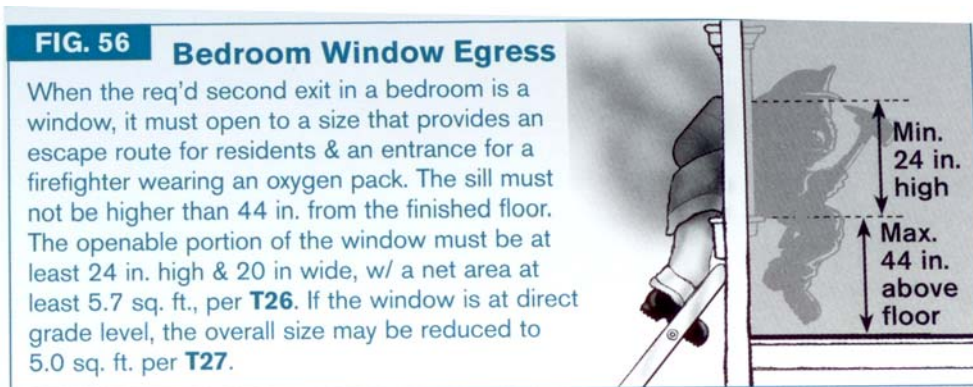 FIG. 56
Bedroom Window Egress
When the req'd second exit in a bedroom is a
window, it must open to a size that provides an
escape route for residents & an entrance for a
firefighter wearing an oxygen pack. The sill must
not be higher than 44 in. from the finished floor.
The openable portion of the window must be at
least 24 in. high & 20 in wide, w/ a net area at
least 5.7 sq. ft., per T26. If the window is at direct
grade level, the overall size may be reduced to
5.0 sq. ft. per T27.
Min.
24 in.
high
Max.
44 in.
above
floor